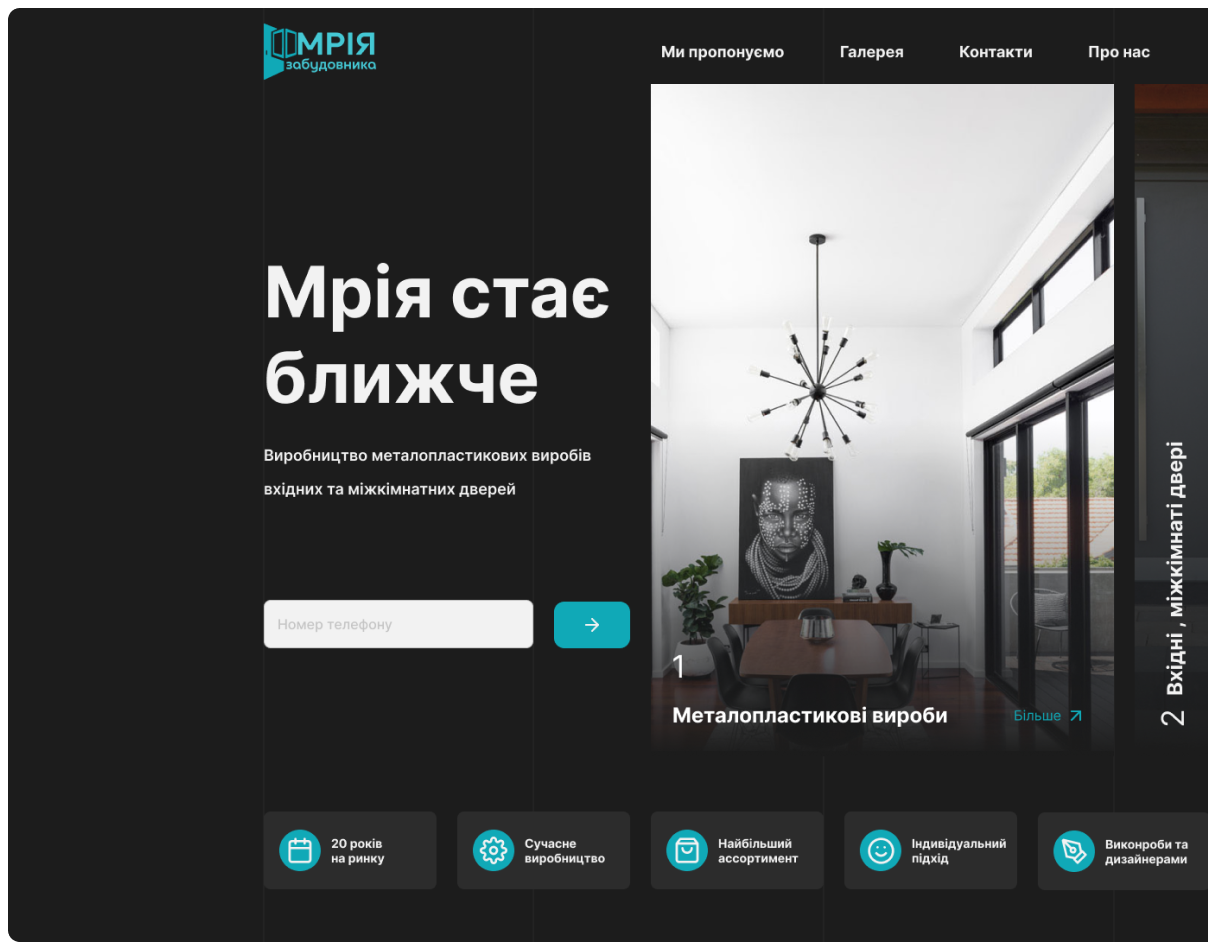 МРІЯ
забудовника
Ми пропонуємо
Галерея
Контакти
Про нас
Мрія стає
ближче
Виробництво металопластикових виробів
вхідних та міжкімнатних дверей
Номер телефону
1
Металопластикові вироби
Більше
2 Вхідні , міжкімнаті двері
20 років
на ринку
Сучасне
виробництво
Найбільший
ассортимент
Індивідуальний
підхід
Виконроби та
дизайнерами